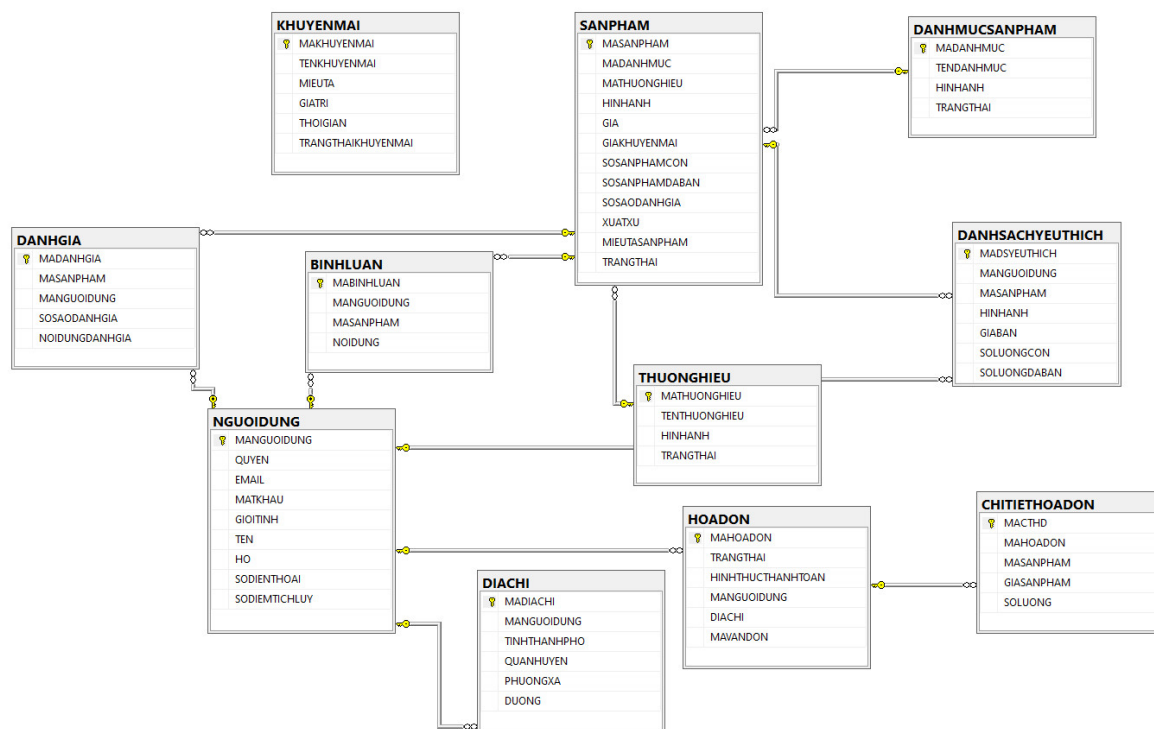 KHUYENMAI
MAKHUYENMAI
TENKHUYENMAI
MIEUTA
GIATRI
THOIGIAN
TRANGTHAIKHUYENMAI
SANPHAM
MASANPHAM
MADANHMUC
MATHUONGHIEU
HINHANH
GIA
GIAKHUYENMAI
SOSANPHAMCON
SOSANPHAMDABAN
SOSAODANHGIA
XUATXU
MIEUTASANPHAM
TRANGTHAI
DANHMUCSANPHAM
MADANHMUC
TENDANHMUC
HINHANH
TRANGTHAI
DANHGIA
MADANHGIA
MASANPHAM
MANGUOIDUNG
SOSAODANHGIA
NOIDUNGDANHGIA
BINHLUAN
MABINHLUAN
MANGUOIDUNG
MASANPHAM
NOIDUNG
DANHSACHYEUTHICH
MADSYEUTHICH
MANGUOIDUNG
MASANPHAM
HINHANH
GIABAN
SOLUONGCON
SOLUONGDABAN
THUONGHIEU
MATHUONGHIEU
TENTHUONGHIEU
HINHANH
TRANGTHAI
NGUOIDUNG
MANGUOIDUNG
QUYEN
EMAIL
MATKHAU
GIOITINH
TEN
HO
SODIENTHOAI
SODIEMTICHLUY
HOADON
MAHOADON
TRANGTHAI
HINHTHUCTHANHTOAN
MANGUOIDUNG
DIACHI
MAVANDON
CHITIETHOADON
MACTHD
MAHOADON
MASANPHAM
GIASANPHAM
SOLUONG
DIACHI
MADIACHI
MANGUOIDUNG
TINHTHANHPHO
QUANHUYEN
PHUONGXA
DUONG